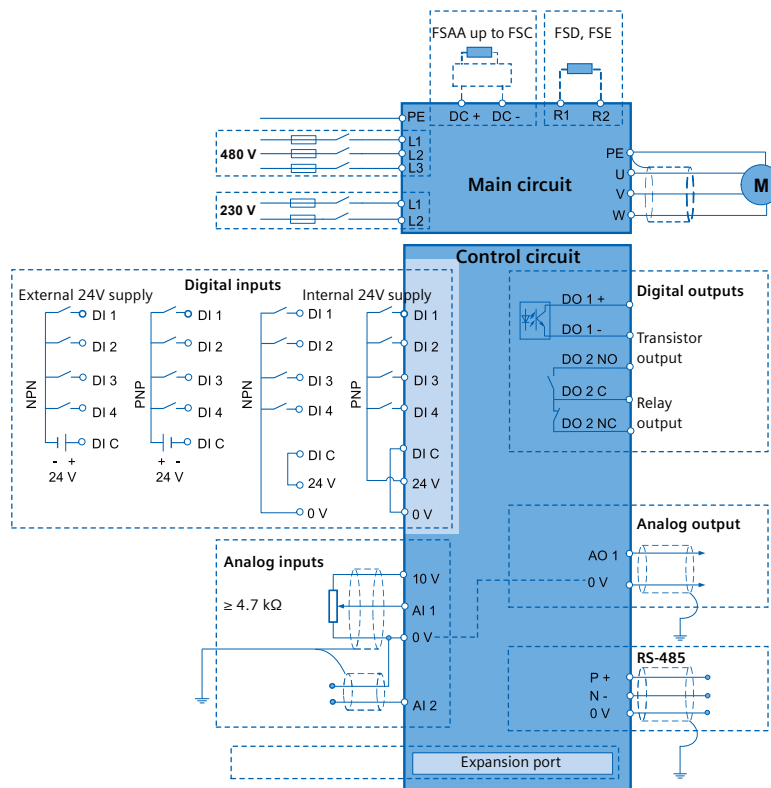 FSAA up to FSC
FSD, FSE
PE
DC +
DC -
R1
R2
480 V
L1
L2
L3
230 V
L1
L2
Main circuit
PE
U
V
W
M
Control circuit
Digital inputs
External 24V supply
Internal 24V supply
NPN
DI 1
DI 2
DI 3
DI 4
DI C
- +
24 V
PNP
DI 1
DI 2
DI 3
DI 4
DI C
+ -
24 V
NPN
DI 1
DI 2
DI 3
DI 4
DI C
24 V
0 V
PNP
DI 1
DI 2
DI 3
DI 4
DI C
24 V
0 V
Digital outputs
DO 1 +
DO 1 -
Transistor
output
DO 2 NO
DO 2 C
DO 2 NC
Relay
output
Analog output
AO 1
0 V
Analog inputs
≥ 4.7 kΩ
10 V
AI 1
0 V
AI 2
RS-485
P +
N -
0 V
Expansion port